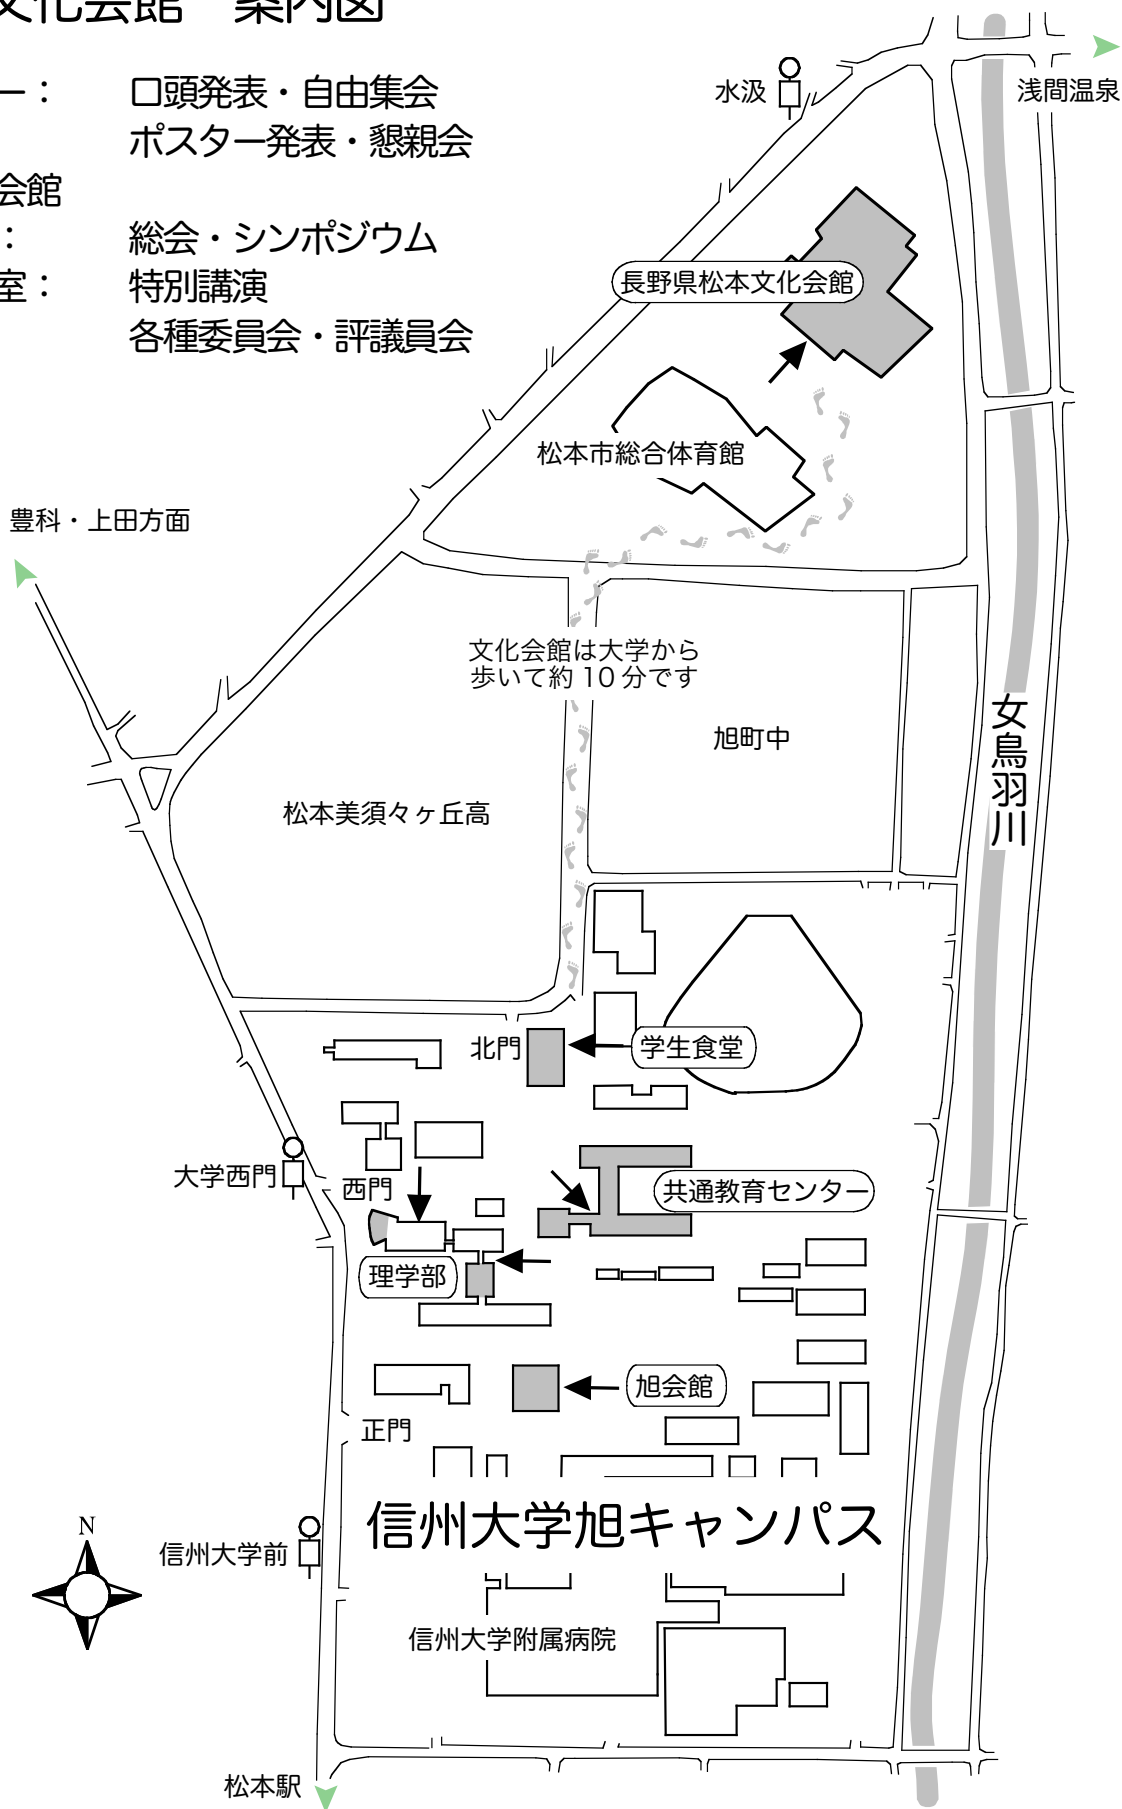 文化会館 案内図
ー： 口頭発表・自由集会
ポスター発表・懇親会
会館
： 総会・シンポジウム
室： 特別講演
各種委員会・評議員会
水汲
浅間温泉
長野県松本文化会館
松本市総合体育館
豊科・上田方面
文化会館は大学から
歩いて約10分です
女鳥羽川
旭町中
松本美須々ヶ丘高
北門
学生食堂
大学西門
西門
共通教育センター
理学部
旭会館
正門
信州大学旭キャンパス
N
信州大学前
信州大学附属病院
松本駅